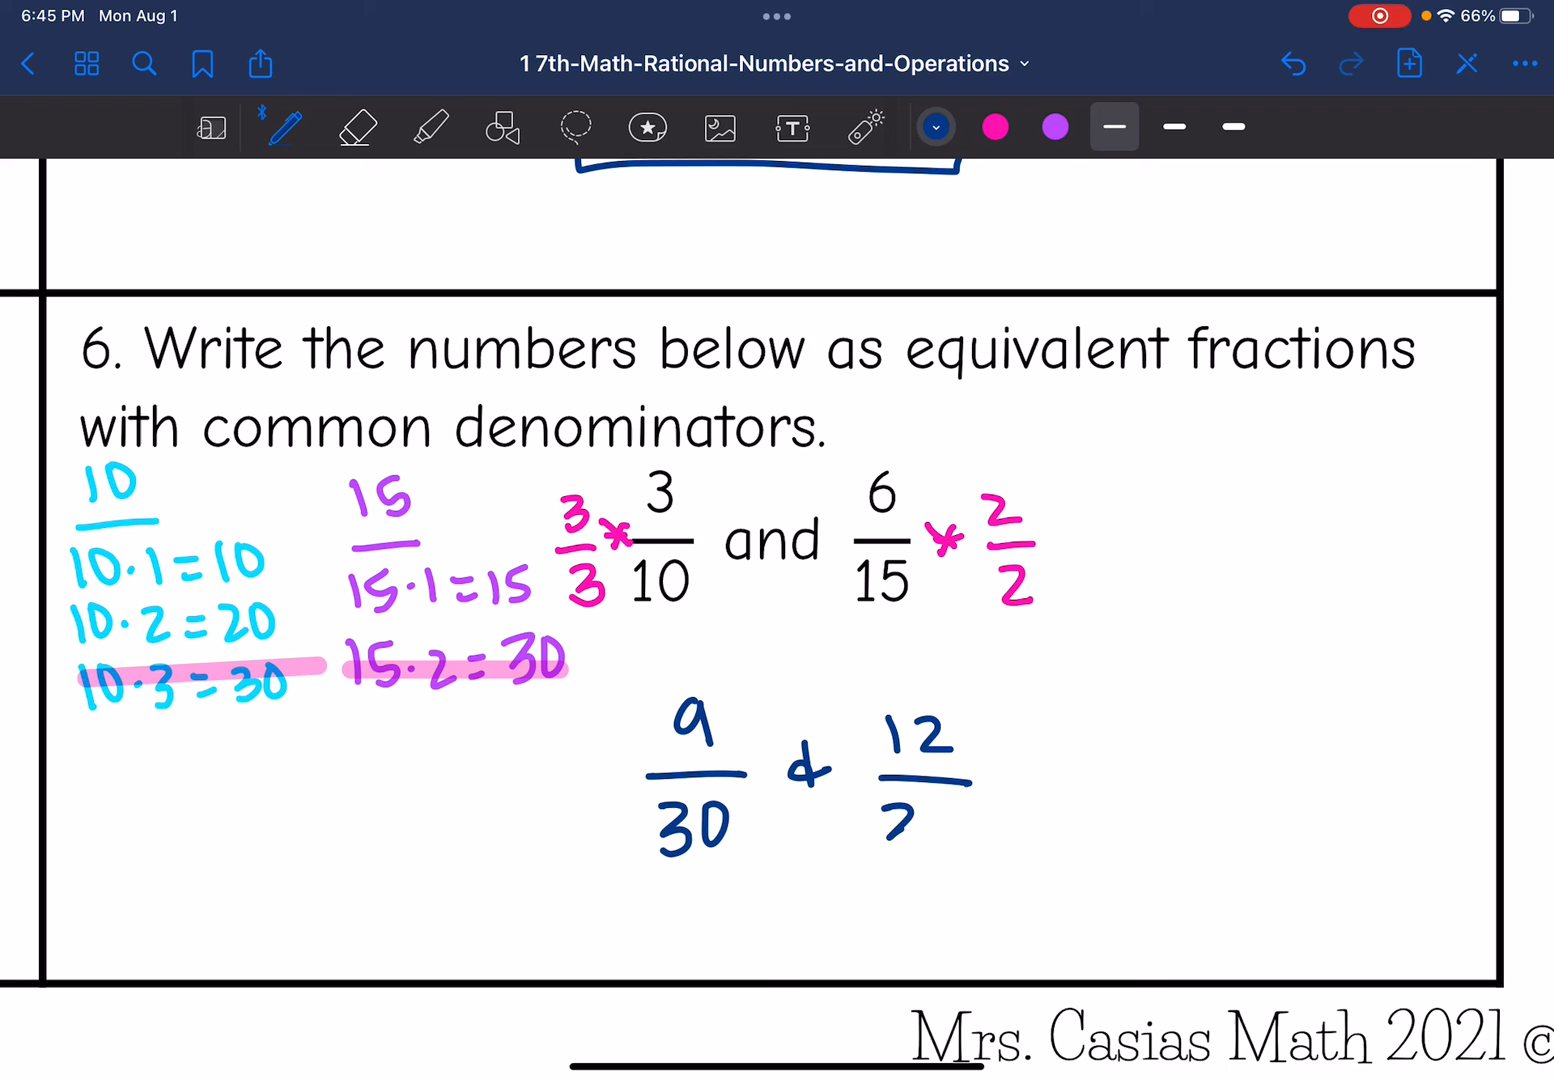 6:45 PM Mon Aug 1
66%
1 7th-Math-Rational-Numbers-and-Operations
T
6. Write the numbers below as equivalent fractions
with common denominators.
10
10·1=10
10·2=20
10·3=30
15
15·1=15
15·2=30
3/3 * 3/10 and 6/15 * 2/2
9/30 & 12/
Mrs. Casias Math 2021 ©